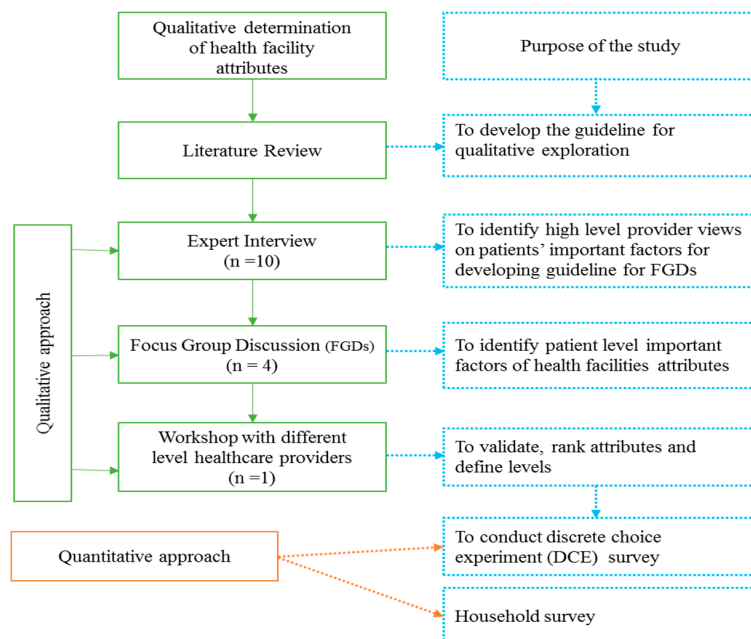 Qualitative determination
of health facility
attributes
Purpose of the study
Literature Review
To develop the guideline for
qualitative exploration
Qualitative approach
Expert Interview
(n =10)
To identify high level provider views
on patients’ important factors for
developing guideline for FGDs
Focus Group Discussion (FGDs)
(n = 4)
To identify patient level important
factors of health facilities attributes
Workshop with different
level healthcare providers
(n =1)
To validate, rank attributes and
define levels
Quantitative approach
To conduct discrete choice
experiment (DCE) survey
Household survey